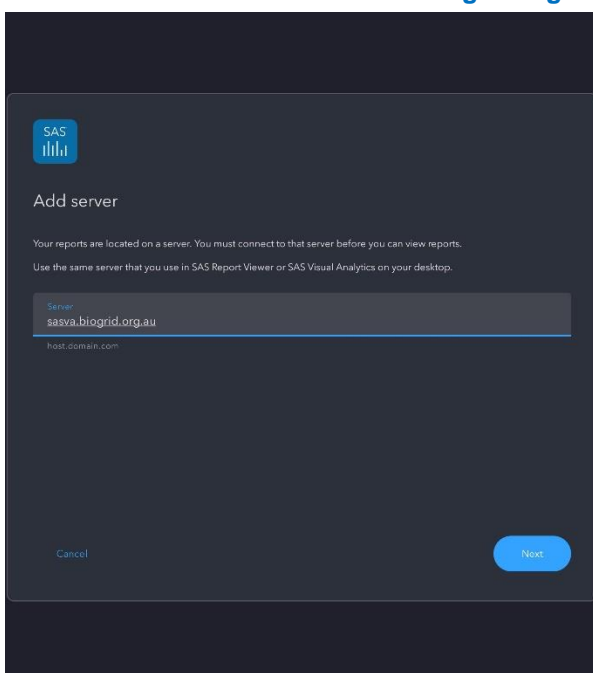 SAS
Add server
Your reports are located on a server. You must connect to that server before you can view reports.
Use the same server that you use in SAS Report Viewer or SAS Visual Analytics on your desktop.
Server
sasva.biogrid.org.au
host.domain.com
Cancel
Next